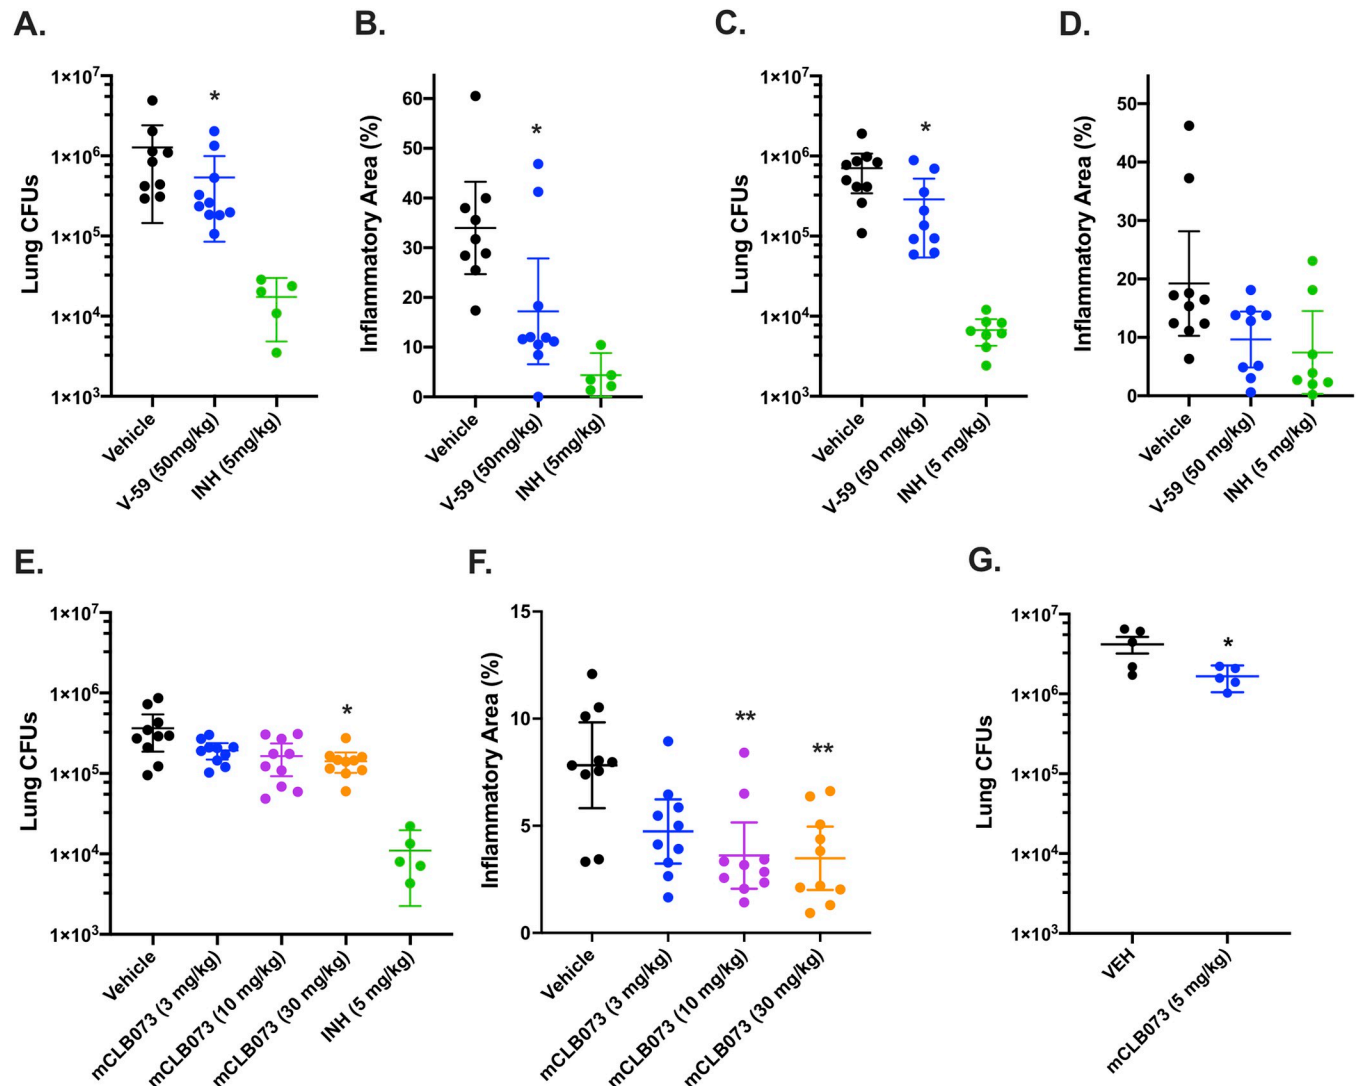 A.
B.
C.
D.
Lung CFUs
1×10⁷
1×10⁶
1×10⁵
1×10⁴
1×10³
*
Vehicle
V-59 (50mg/kg)
INH (5mg/kg)
Inflammatory Area (%)
60
50
40
30
20
10
0
*
Vehicle
V-59 (50mg/kg)
INH (5mg/kg)
Lung CFUs
1×10⁷
1×10⁶
1×10⁵
1×10⁴
1×10³
*
Vehicle
V-59 (50 mg/kg)
INH (5 mg/kg)
Inflammatory Area (%)
50
40
30
20
10
0
Vehicle
V-59 (50 mg/kg)
INH (5 mg/kg)
E.
F.
G.
Lung CFUs
1×10⁷
1×10⁶
1×10⁵
1×10⁴
1×10³
*
Vehicle
mCLB073 (3 mg/kg)
mCLB073 (10 mg/kg)
mCLB073 (30 mg/kg)
INH (5 mg/kg)
Inflammatory Area (%)
15
10
5
0
**
**
Vehicle
mCLB073 (3 mg/kg)
mCLB073 (10 mg/kg)
mCLB073 (30 mg/kg)
Lung CFUs
1×10⁷
1×10⁶
1×10⁵
1×10⁴
1×10³
*
VEH
mCLB073 (5 mg/kg)